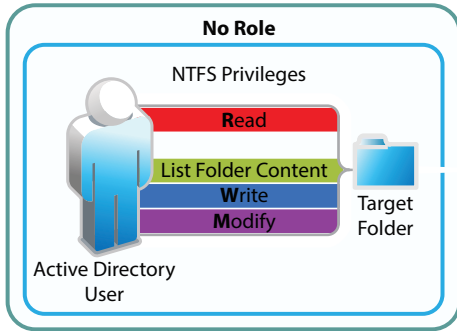 No Role
NTFS Privileges
Read
List Folder Content
Write
Modify
Target
Folder
Active Directory
User